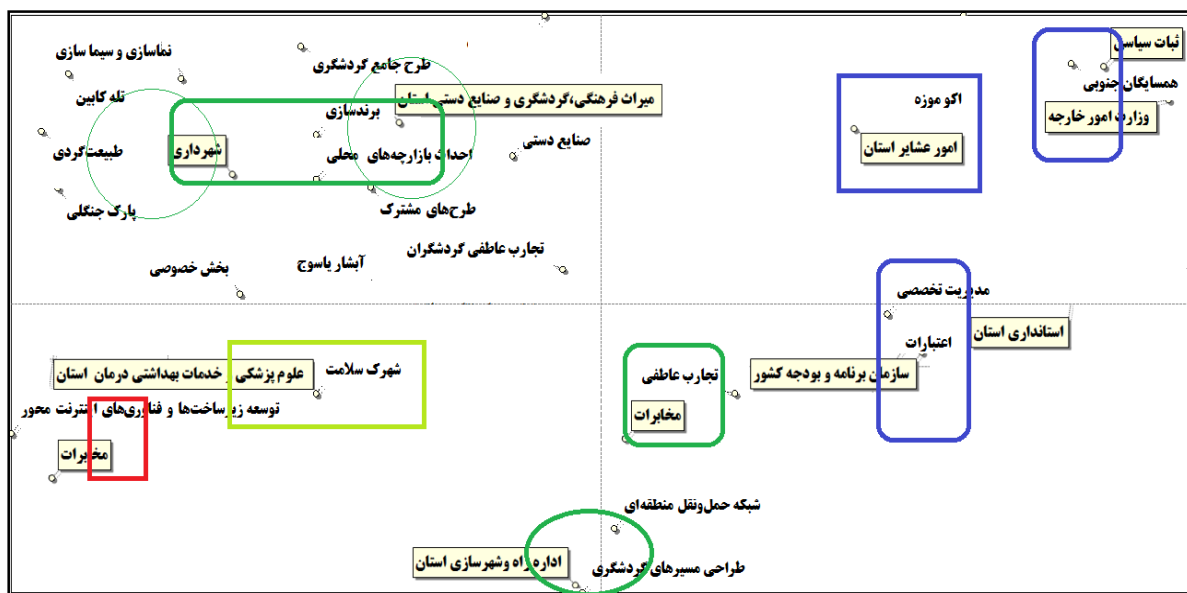 ثبات سیاسی
نماسازی و سیما سازی
طرح جامع گردشگری
همسایگان جنوبی
تله کابین
میراث فرهنگی،گردشگری و صنایع دستی استان
اکو موزه
برندسازی
وزارت امور خارجه
صنایع دستی
امور عشایر استان
طبیعت‌گردی
شهرداری
احداث بازارچه‌های محلی
پارک جنگلی
طرح‌های مشترک
تجارب عاطفی گردشگران
آبشار یاسوج
بخش خصوصی
مدیریت تخصصی
استانداری استان
اعتبارات
شهرک سلامت
علوم پزشکی و خدمات بهداشتی درمان استان
تجارب عاطفی
سازمان برنامه و بودجه کشور
توسعه زیرساخت‌ها و فناوری‌های اینترنت محور
مخابرات
مخابرات
شبکه حمل‌ونقل منطقه‌ای
اداره راه وشهرسازی استان
طراحی مسیرهای گردشگری